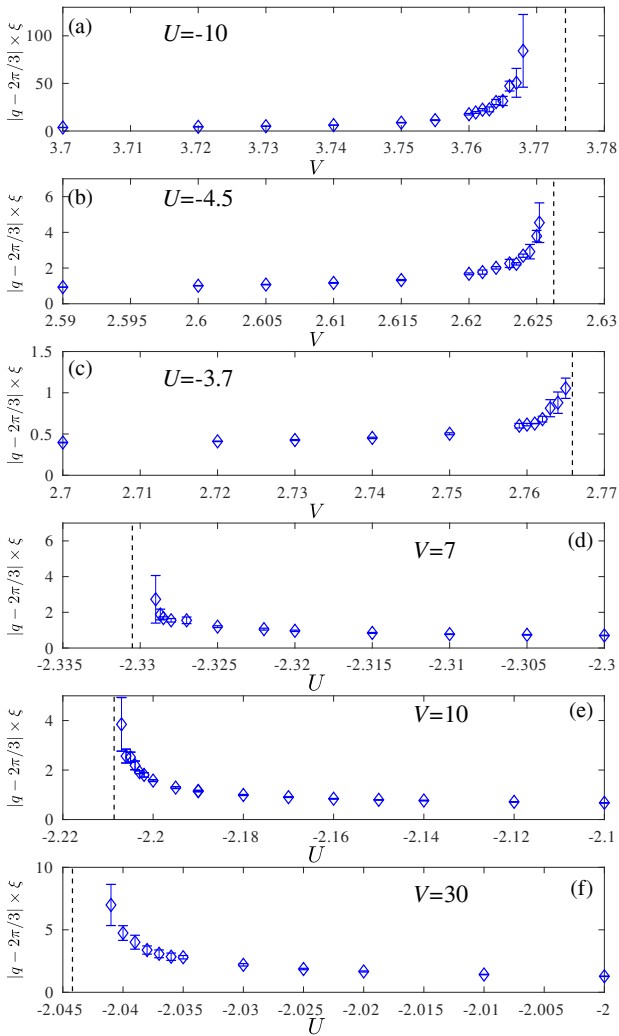 (a)
U=-10
|q − 2π/3| × ξ
100
50
0
3.7 3.71 3.72 3.73 3.74 3.75 3.76 3.77 3.78
V
(b)
U=-4.5
|q − 2π/3| × ξ
6
4
2
0
2.59 2.595 2.6 2.605 2.61 2.615 2.62 2.625 2.63
V
(c)
U=-3.7
|q − 2π/3| × ξ
1.5
1
0.5
0
2.7 2.71 2.72 2.73 2.74 2.75 2.76 2.77
V
V=7
(d)
|q − 2π/3| × ξ
6
4
2
0
-2.335 -2.33 -2.325 -2.32 -2.315 -2.31 -2.305 -2.3
U
V=10
(e)
|q − 2π/3| × ξ
4
2
0
-2.22 -2.2 -2.18 -2.16 -2.14 -2.12 -2.1
U
V=30
(f)
|q − 2π/3| × ξ
10
5
0
-2.045 -2.04 -2.035 -2.03 -2.025 -2.02 -2.015 -2.01 -2.005 -2
U